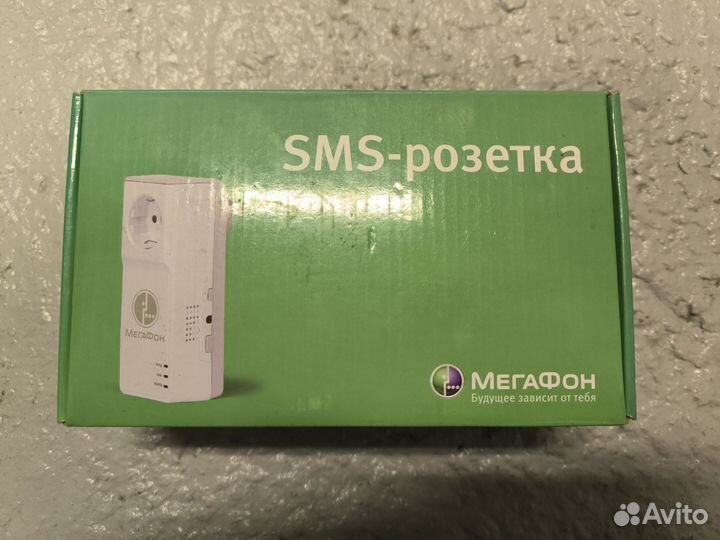 SMS-розетка
МЕГАФОН
МЕГАФОН
Будущее зависит от тебя
Avito